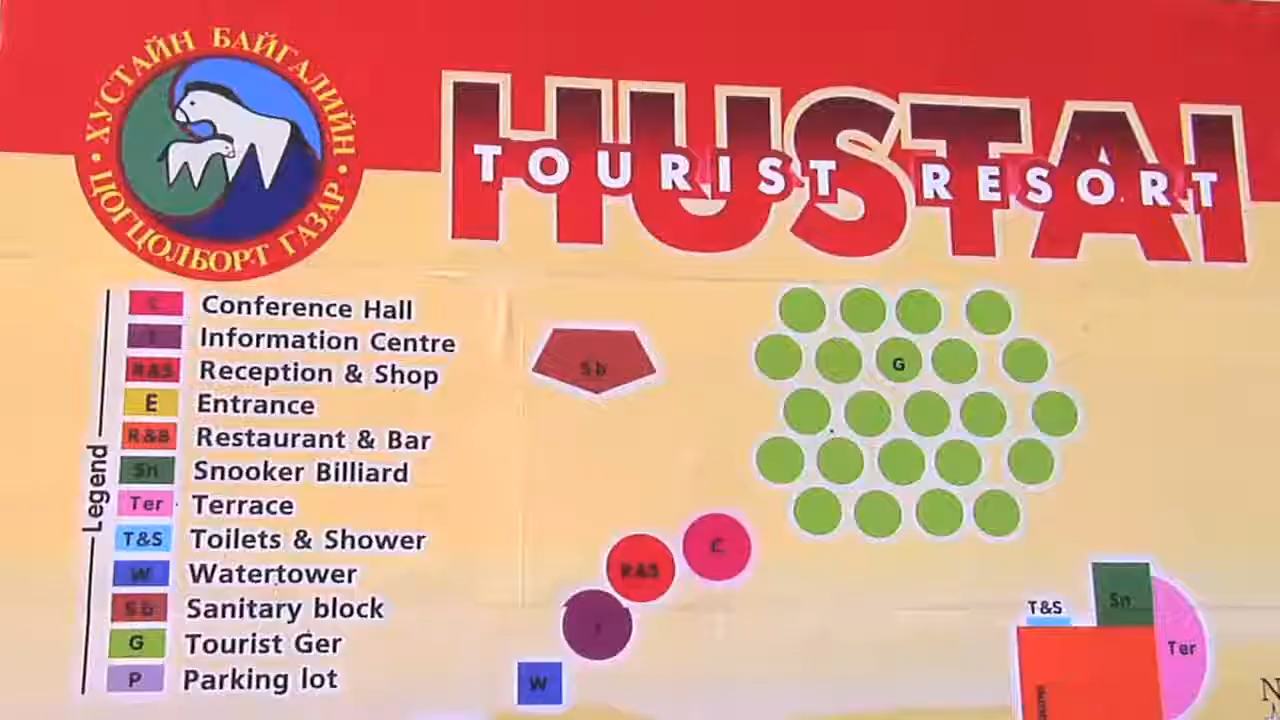 ХУСТАЙН БАЙГАЛИЙН
ЦОГЦОЛБОРТ ГАЗАР
HUSTAI
TOURIST RESORT
Legend
C Conference Hall
I Information Centre
R&S Reception & Shop
E Entrance
R&B Restaurant & Bar
Sn Snooker Billiard
Ter Terrace
T&S Toilets & Shower
W Watertower
Sb Sanitary block
G Tourist Ger
P Parking lot
Sb
G
C
R&S
I
W
T&S
Sn
Ter
N